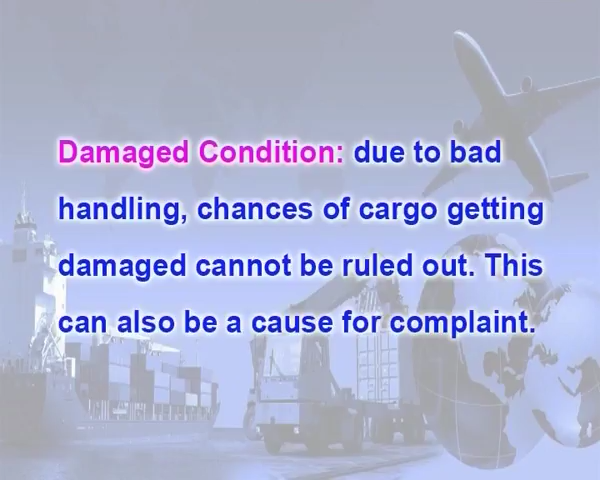 Damaged Condition: due to bad
handling, chances of cargo getting
damaged cannot be ruled out. This
can also be a cause for complaint.